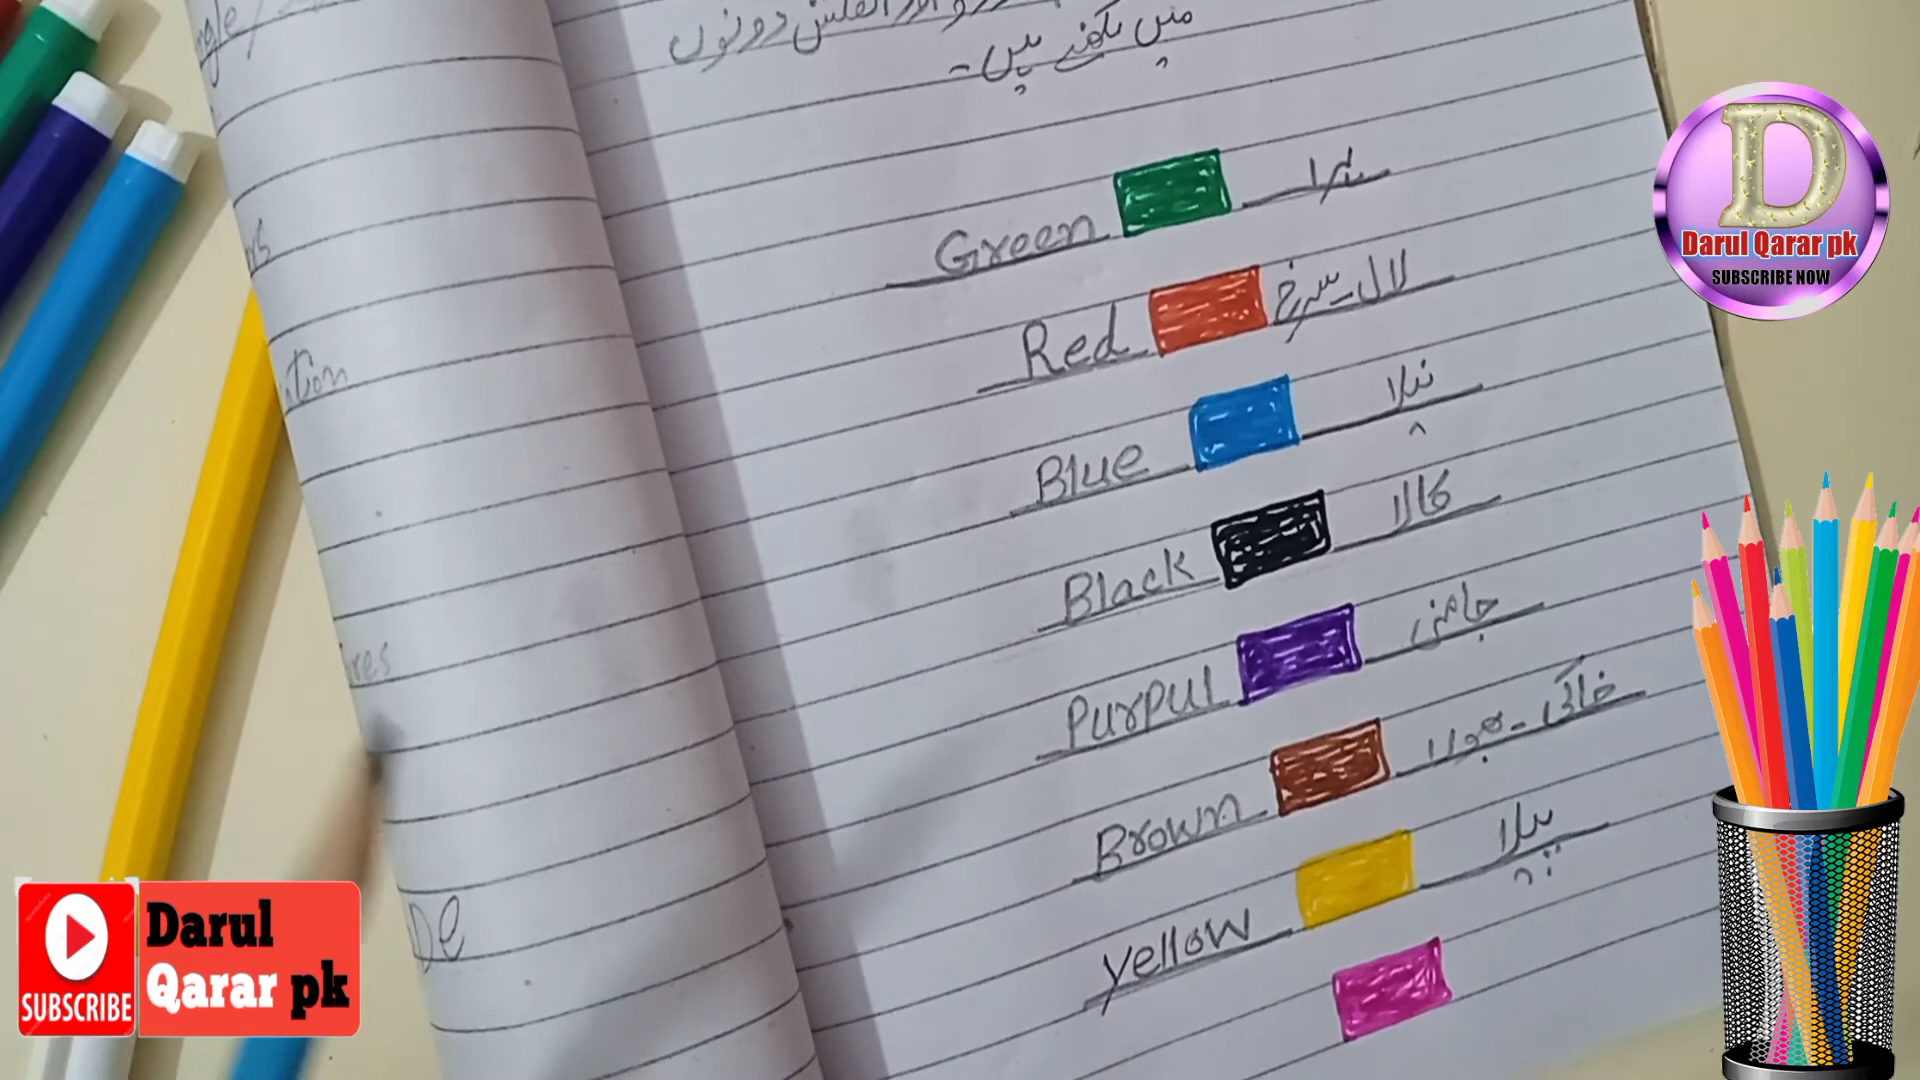 دونوں
میں لکھتے ہیں۔
Green ہرا
Red لال۔سرخ
Blue نیلا
Black کالا
Purpul جامنی
Brown خاکی۔بھورا
yellow پیلا
D
Darul Qarar pk
SUBSCRIBE NOW
SUBSCRIBE
Darul
Qarar pk